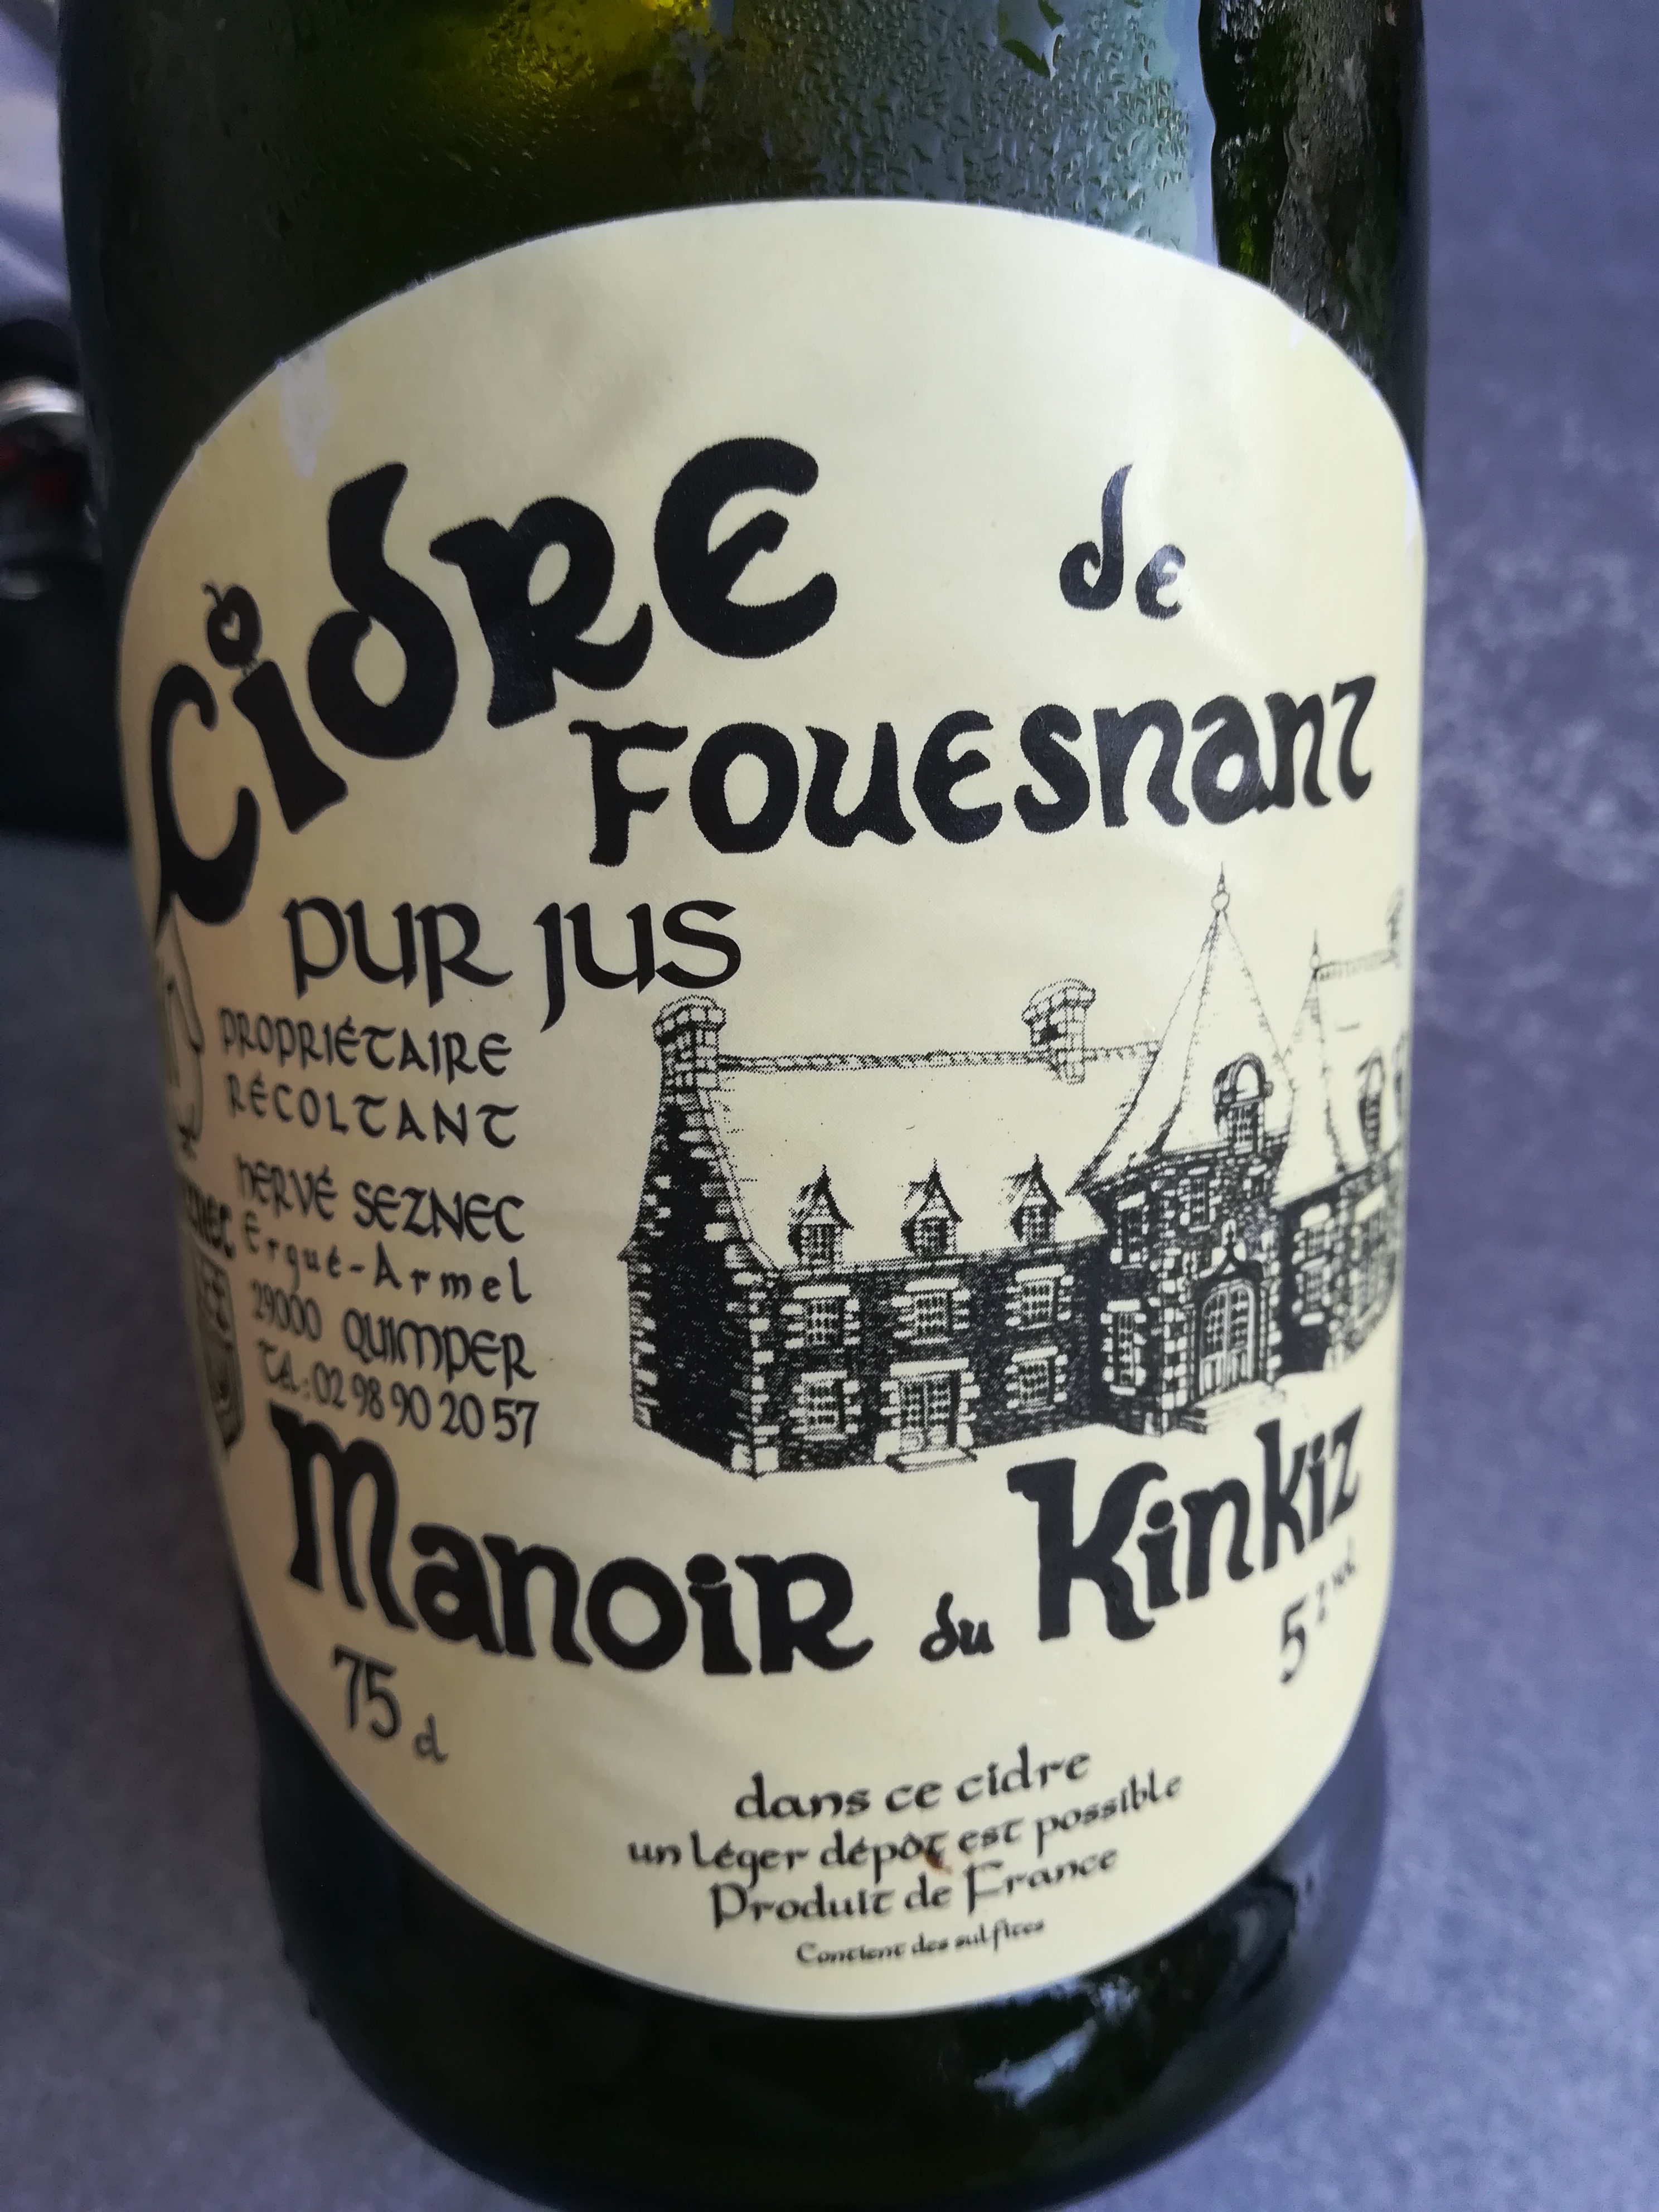 Cidre de
Fouesnant
PUR JUS
PROPRIÉTAIRE
RÉCOLTANT
HERVÉ SEZNEC
Ergué-Armel
29000 QUIMPER
Tél.: 02 98 90 20 57
Manoir du Kinkiz
75 cl
5
dans ce cidre
un léger dépôt est possible
Produit de France
Contient des sulfites